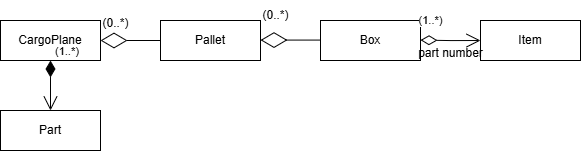 (0..*)
(0..*)
(1..*)
CargoPlane
Pallet
Box
Item
(1..*)
part number
Part